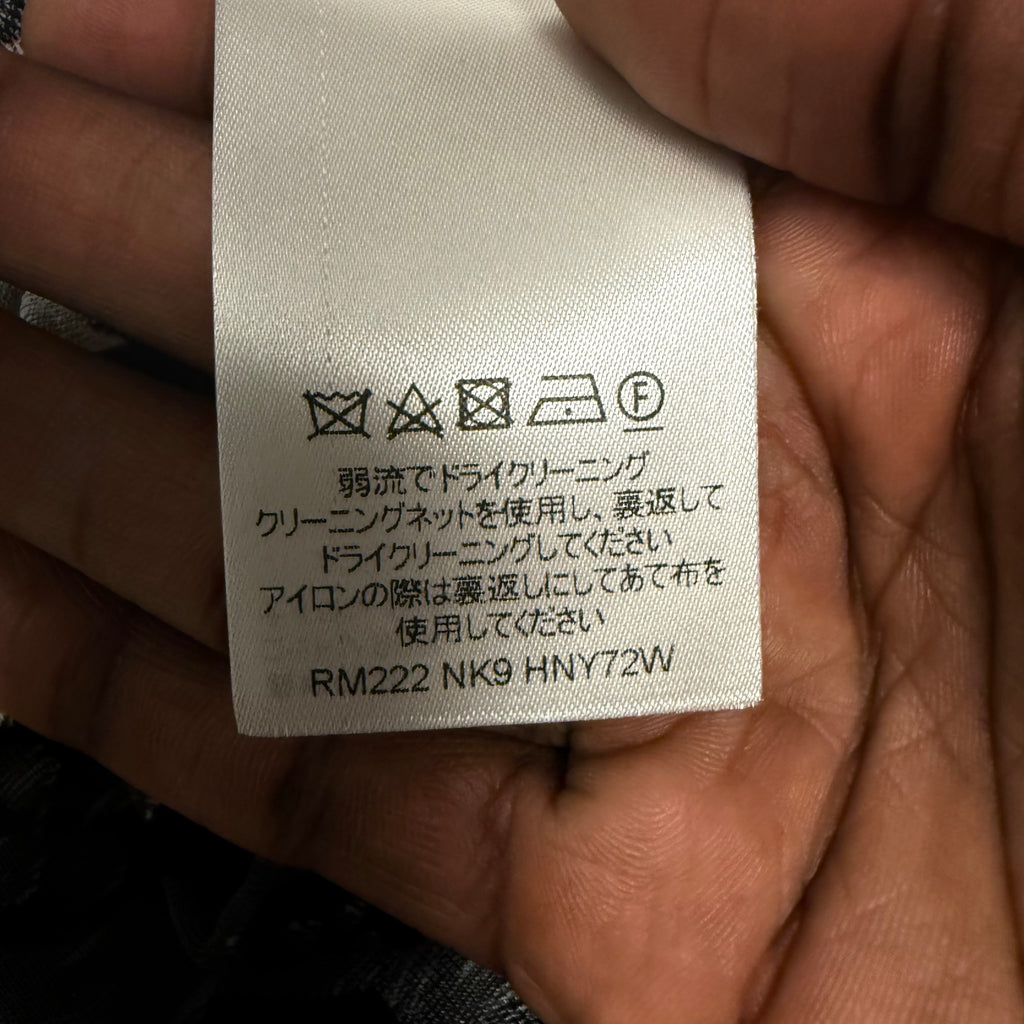 F
弱流でドライクリーニング
クリーニングネットを使用し、裏返して
ドライクリーニングしてください
アイロンの際は裏返しにしてあて布を
使用してください
RM222 NK9 HNY72W